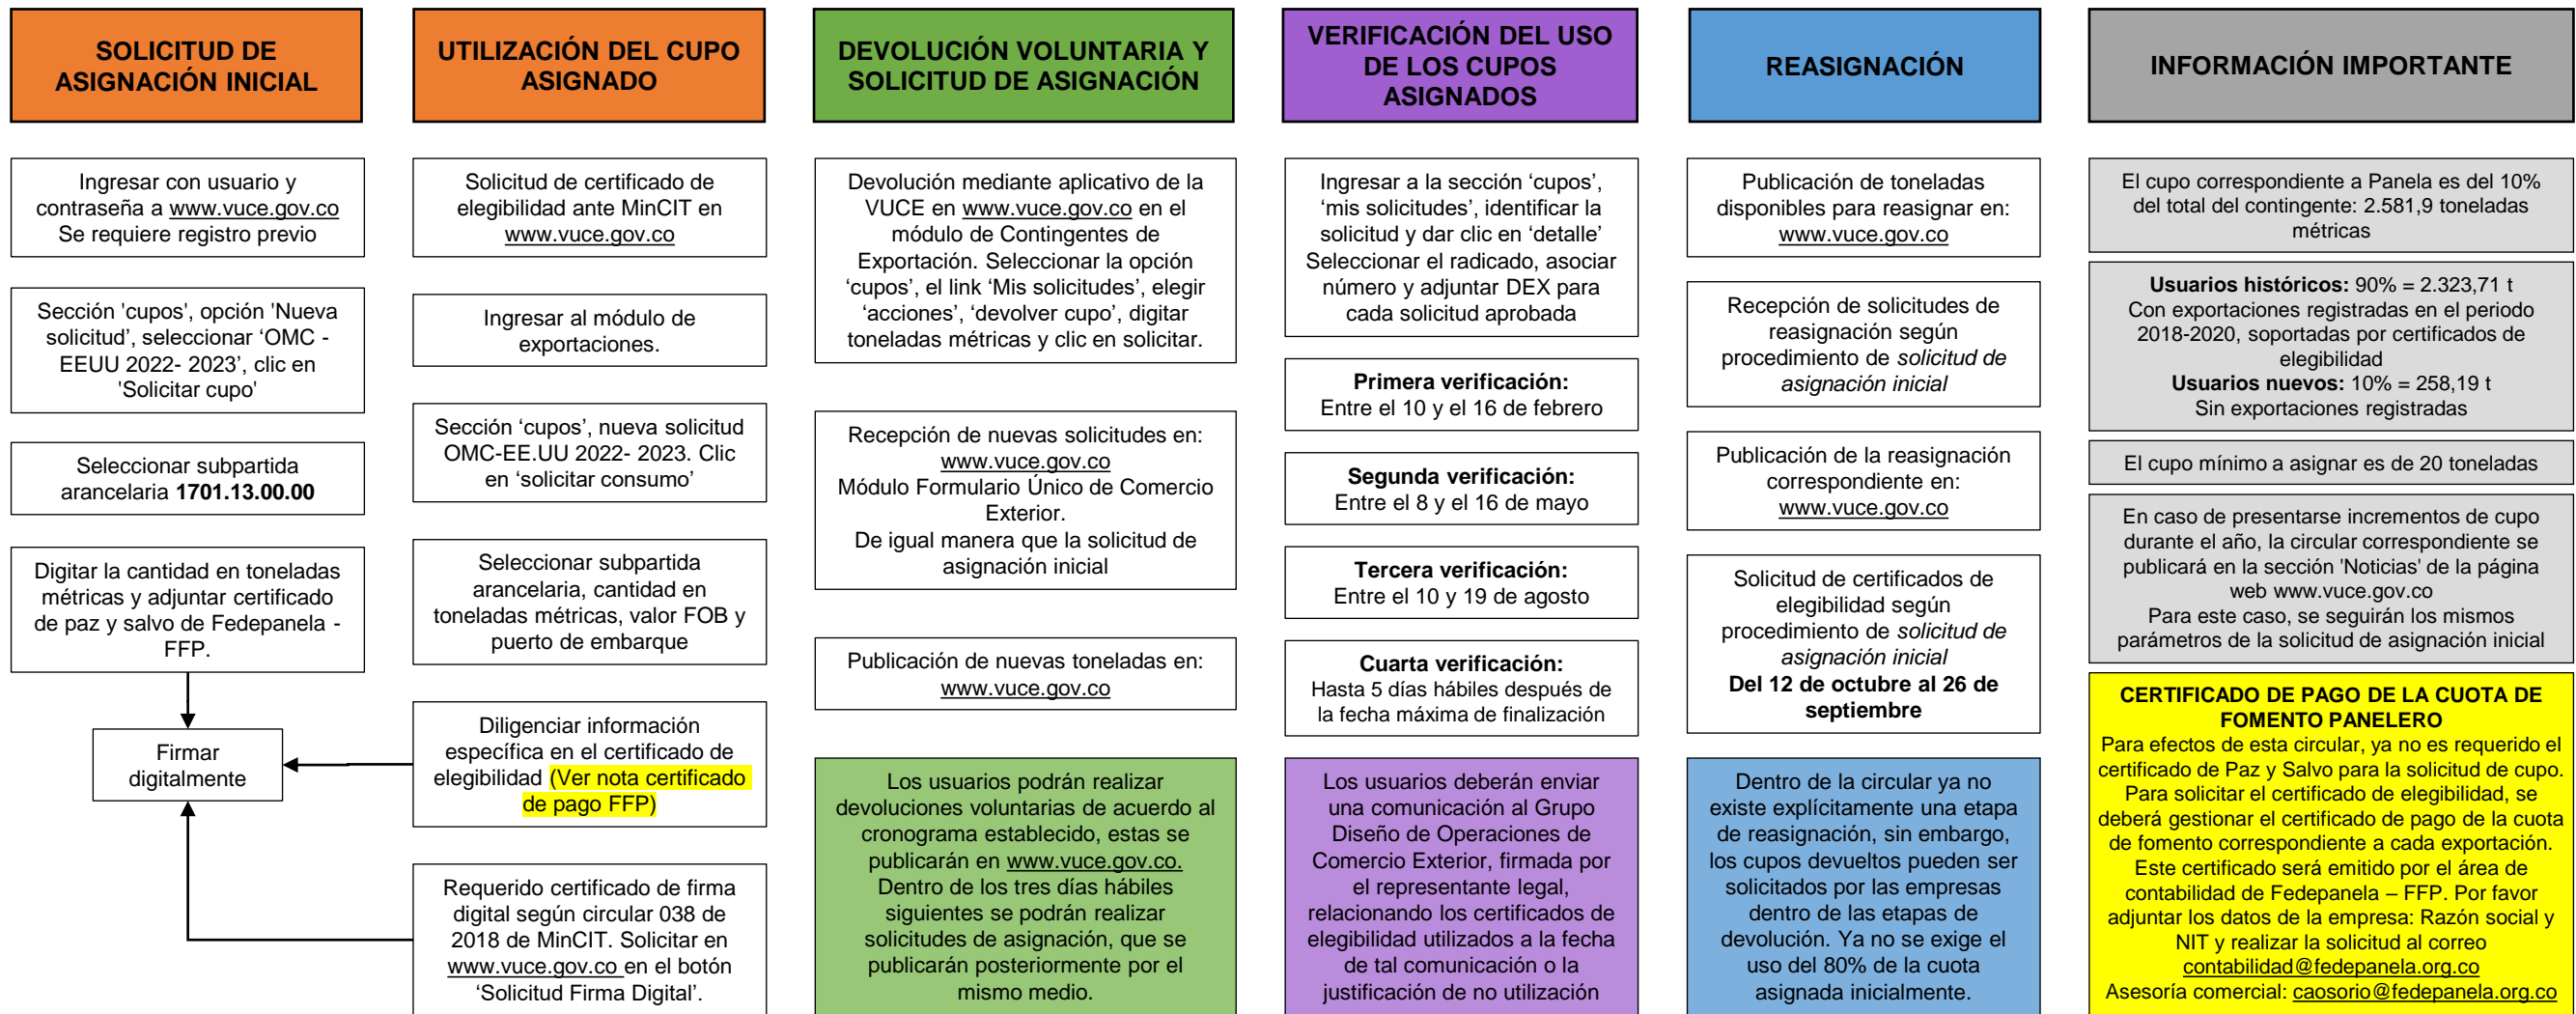 SOLICITUD DE
ASIGNACIÓN INICIAL
Ingresar con usuario y
contraseña a www.vuce.gov.co
Se requiere registro previo
Sección 'cupos', opción 'Nueva
solicitud’, seleccionar ‘OMC -
EEUU 2022- 2023’, clic en
'Solicitar cupo'
Seleccionar subpartida
arancelaria 1701.13.00.00
Digitar la cantidad en toneladas
métricas y adjuntar certificado
de paz y salvo de Fedepanela -
FFP.
Firmar
digitalmente
UTILIZACIÓN DEL CUPO
ASIGNADO
Solicitud de certificado de
elegibilidad ante MinCIT en
www.vuce.gov.co
Ingresar al módulo de
exportaciones.
Sección ‘cupos’, nueva solicitud
OMC-EE.UU 2022- 2023. Clic
en ‘solicitar consumo’
Seleccionar subpartida
arancelaria, cantidad en
toneladas métricas, valor FOB y
puerto de embarque
Diligenciar información
específica en el certificado de
elegibilidad (Ver nota certificado
de pago FFP)
Requerido certificado de firma
digital según circular 038 de
2018 de MinCIT. Solicitar en
www.vuce.gov.co en el botón
‘Solicitud Firma Digital’.
DEVOLUCIÓN VOLUNTARIA Y
SOLICITUD DE ASIGNACIÓN
Devolución mediante aplicativo de la
VUCE en www.vuce.gov.co en el
módulo de Contingentes de
Exportación. Seleccionar la opción
‘cupos’, el link ‘Mis solicitudes’, elegir
‘acciones’, ‘devolver cupo’, digitar
toneladas métricas y clic en solicitar.
Recepción de nuevas solicitudes en:
www.vuce.gov.co
Módulo Formulario Único de Comercio
Exterior.
De igual manera que la solicitud de
asignación inicial
Publicación de nuevas toneladas en:
www.vuce.gov.co
Los usuarios podrán realizar
devoluciones voluntarias de acuerdo al
cronograma establecido, estas se
publicarán en www.vuce.gov.co.
Dentro de los tres días hábiles
siguientes se podrán realizar
solicitudes de asignación, que se
publicarán posteriormente por el
mismo medio.
VERIFICACIÓN DEL USO
DE LOS CUPOS
ASIGNADOS
Ingresar a la sección ‘cupos’,
‘mis solicitudes’, identificar la
solicitud y dar clic en ‘detalle’
Seleccionar el radicado, asociar
número y adjuntar DEX para
cada solicitud aprobada
Primera verificación:
Entre el 10 y el 16 de febrero
Segunda verificación:
Entre el 8 y el 16 de mayo
Tercera verificación:
Entre el 10 y 19 de agosto
Cuarta verificación:
Hasta 5 días hábiles después de
la fecha máxima de finalización
Los usuarios deberán enviar
una comunicación al Grupo
Diseño de Operaciones de
Comercio Exterior, firmada por
el representante legal,
relacionando los certificados de
elegibilidad utilizados a la fecha
de tal comunicación o la
justificación de no utilización
REASIGNACIÓN
Publicación de toneladas
disponibles para reasignar en:
www.vuce.gov.co
Recepción de solicitudes de
reasignación según
procedimiento de solicitud de
asignación inicial
Publicación de la reasignación
correspondiente en:
www.vuce.gov.co
Solicitud de certificados de
elegibilidad según
procedimiento de solicitud de
asignación inicial
Del 12 de octubre al 26 de
septiembre
Dentro de la circular ya no
existe explícitamente una etapa
de reasignación, sin embargo,
los cupos devueltos pueden ser
solicitados por las empresas
dentro de las etapas de
devolución. Ya no se exige el
uso del 80% de la cuota
asignada inicialmente.
INFORMACIÓN IMPORTANTE
El cupo correspondiente a Panela es del 10%
del total del contingente: 2.581,9 toneladas
métricas
Usuarios históricos: 90% = 2.323,71 t
Con exportaciones registradas en el periodo
2018-2020, soportadas por certificados de
elegibilidad
Usuarios nuevos: 10% = 258,19 t
Sin exportaciones registradas
El cupo mínimo a asignar es de 20 toneladas
En caso de presentarse incrementos de cupo
durante el año, la circular correspondiente se
publicará en la sección 'Noticias' de la página
web www.vuce.gov.co
Para este caso, se seguirán los mismos
parámetros de la solicitud de asignación inicial
CERTIFICADO DE PAGO DE LA CUOTA DE
FOMENTO PANELERO
Para efectos de esta circular, ya no es requerido el
certificado de Paz y Salvo para la solicitud de cupo.
Para solicitar el certificado de elegibilidad, se
deberá gestionar el certificado de pago de la cuota
de fomento correspondiente a cada exportación.
Este certificado será emitido por el área de
contabilidad de Fedepanela – FFP. Por favor
adjuntar los datos de la empresa: Razón social y
NIT y realizar la solicitud al correo
contabilidad@fedepanela.org.co
Asesoría comercial: caosorio@fedepanela.org.co